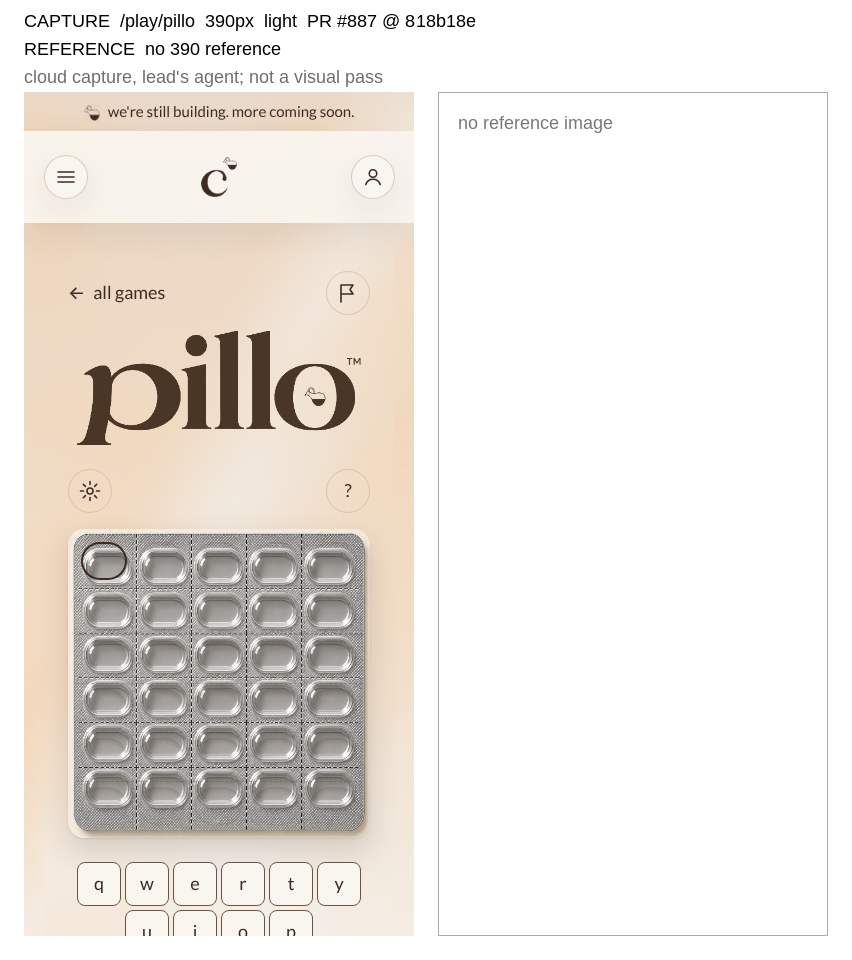 CAPTURE /play/pillo 390px light PR #887 @ 818b18e
REFERENCE no 390 reference
cloud capture, lead's agent; not a visual pass
we're still building. more coming soon.
no reference image
c
← all games
pillo™
?
q w e r t y
u i o p